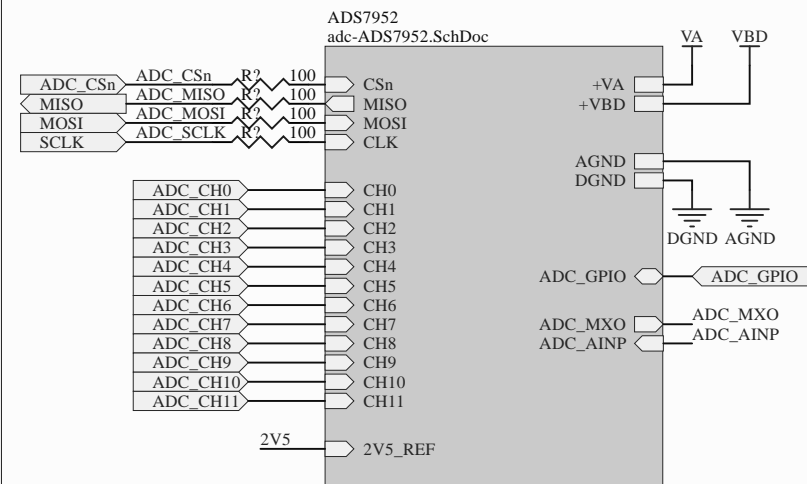 ADS7952
adc-ADS7952.SchDoc
VA VBD
ADC_CSn ADC_CSn R? 100 CSn +VA
MISO ADC_MISO R? 100 MISO +VBD
MOSI ADC_MOSI R? 100 MOSI
SCLK ADC_SCLK R? 100 CLK
AGND
DGND
ADC_CH0 CH0
ADC_CH1 CH1
ADC_CH2 CH2
DGND AGND
ADC_CH3 CH3
ADC_CH4 CH4 ADC_GPIO ADC_GPIO
ADC_CH5 CH5
ADC_CH6 CH6
ADC_CH7 CH7 ADC_MXO ADC_MXO
ADC_CH8 CH8 ADC_AINP ADC_AINP
ADC_CH9 CH9
ADC_CH10 CH10
ADC_CH11 CH11
2V5 2V5_REF